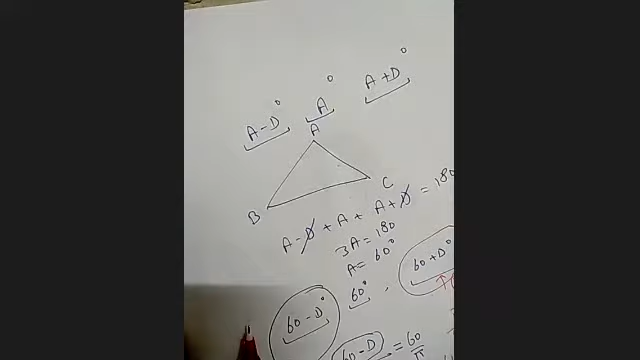 A-D° A° A+D°
A
C
B
A-D + A + A+D = 180
3A=180
A= 60°
60-D° 60° , 60+D°
60-D = 60/π